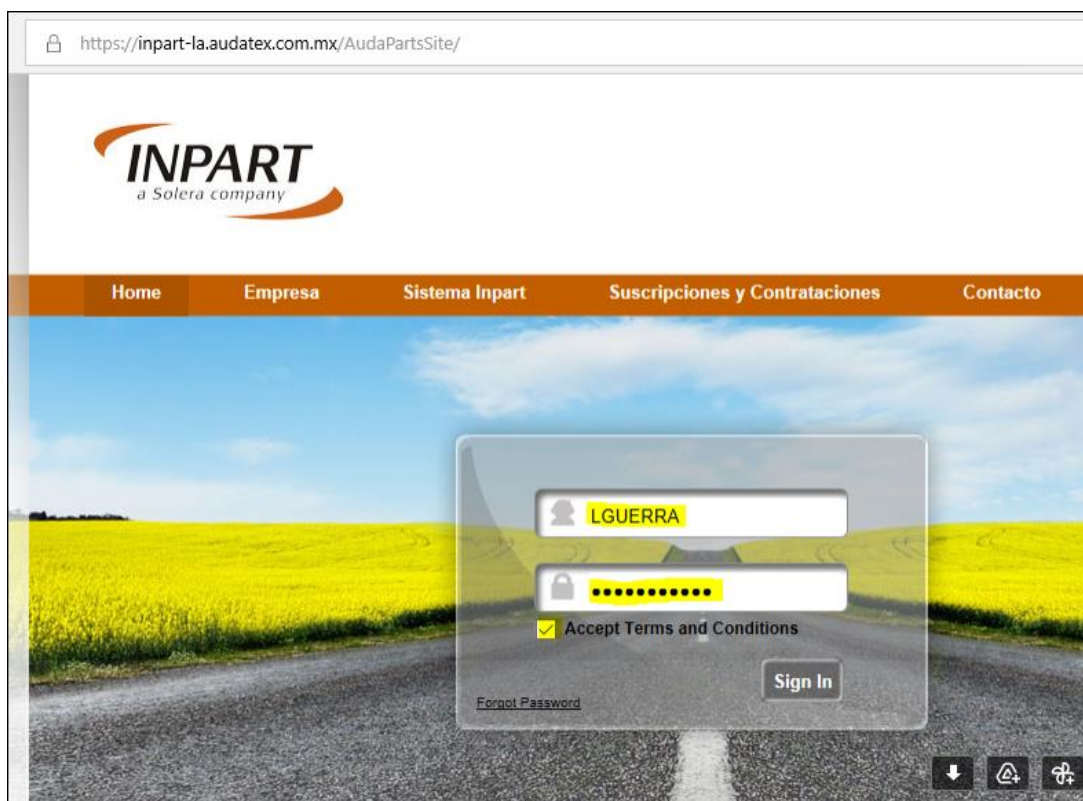 https://inpart-la.audatex.com.mx/AudaPartsSite/
INPART
a Solera company
Home Empresa Sistema Inpart Suscripciones y Contrataciones Contacto
LGUERRA
•••••••••••
Accept Terms and Conditions
Sign In
Forgot Password